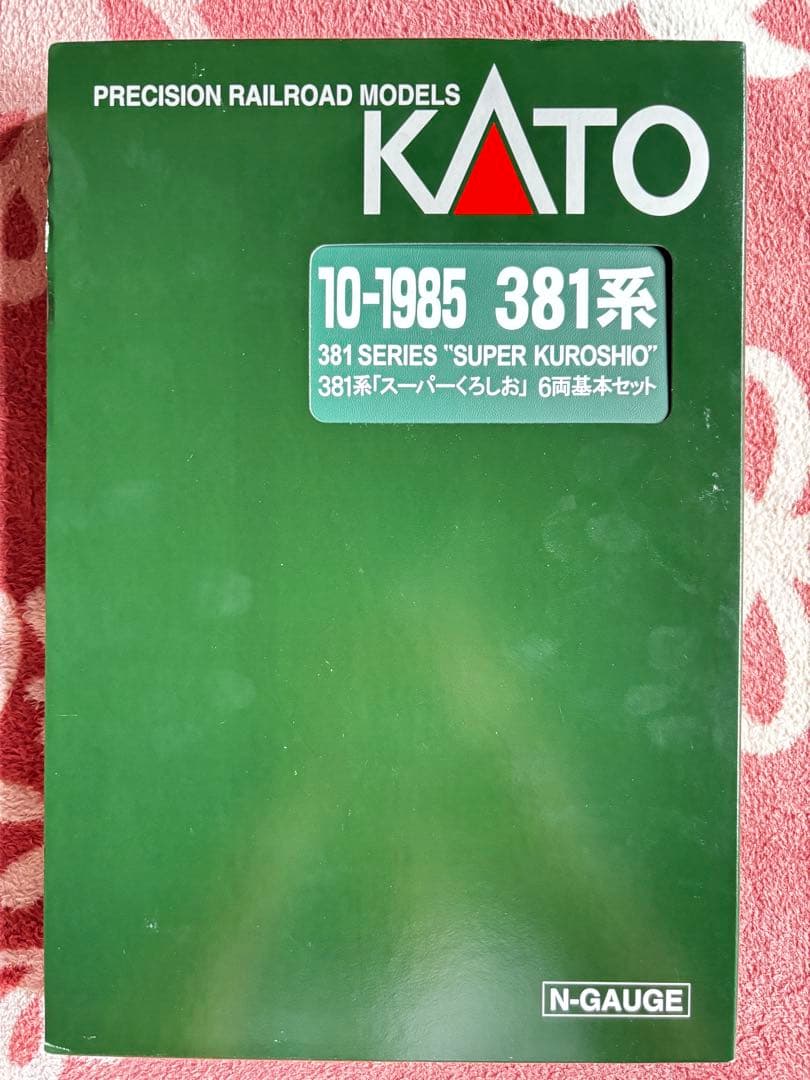 PRECISION RAILROAD MODELS
KATO
10-1985 381系
381 SERIES "SUPER KUROSHIO"
381系「スーパーくろしお」 6両基本セット
N-GAUGE